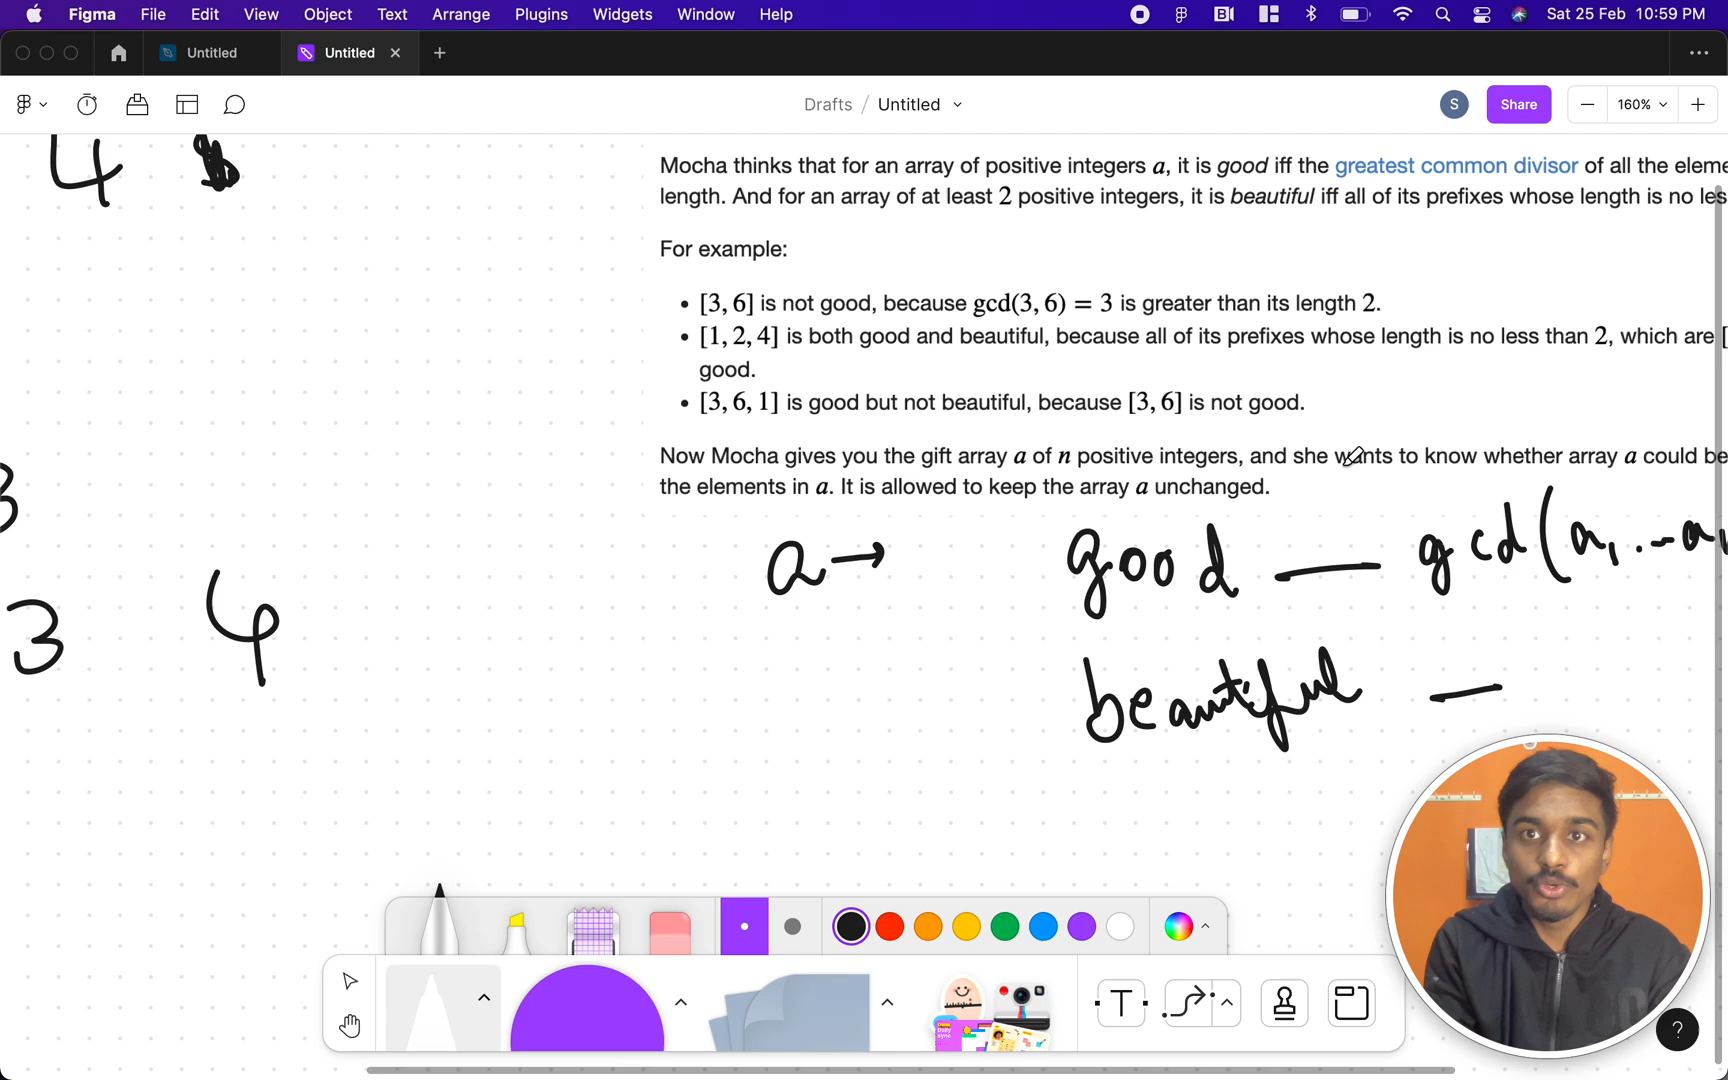 Figma File Edit View Object Text Arrange Plugins Widgets Window Help Sat 25 Feb 10:59 PM
Untitled Untitled
Drafts / Untitled S Share 160%
4
Mocha thinks that for an array of positive integers a, it is good iff the greatest common divisor of all the eleme
length. And for an array of at least 2 positive integers, it is beautiful iff all of its prefixes whose length is no les
For example:
• [3, 6] is not good, because gcd(3, 6) = 3 is greater than its length 2.
• [1, 2, 4] is both good and beautiful, because all of its prefixes whose length is no less than 2, which are [
good.
• [3, 6, 1] is good but not beautiful, because [3, 6] is not good.
Now Mocha gives you the gift array a of n positive integers, and she wants to know whether array a could be
the elements in a. It is allowed to keep the array a unchanged.
3
a → good — gcd(a, ... a,
3 4
beautiful —
T
?